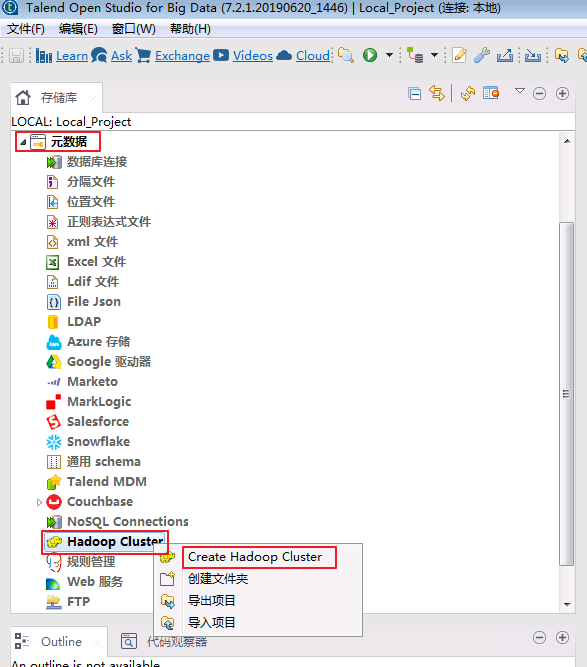 Talend Open Studio for Big Data (7.2.1.20190620_1446) | Local_Project (连接: 本地)
文件(F) 编辑(E) 窗口(W) 帮助(H)
Learn Ask Exchange Videos Cloud
存储库
LOCAL: Local_Project
元数据
数据库连接
分隔文件
位置文件
正则表达式文件
xml 文件
Excel 文件
Ldif 文件
File Json
LDAP
Azure 存储
Google 驱动器
Marketo
MarkLogic
Salesforce
Snowflake
通用 schema
Talend MDM
Couchbase
NoSQL Connections
Hadoop Cluster
Create Hadoop Cluster
规则管理
创建文件夹
Web 服务
导出项目
FTP
导入项目
Outline 代码观察器
An outline is not available.